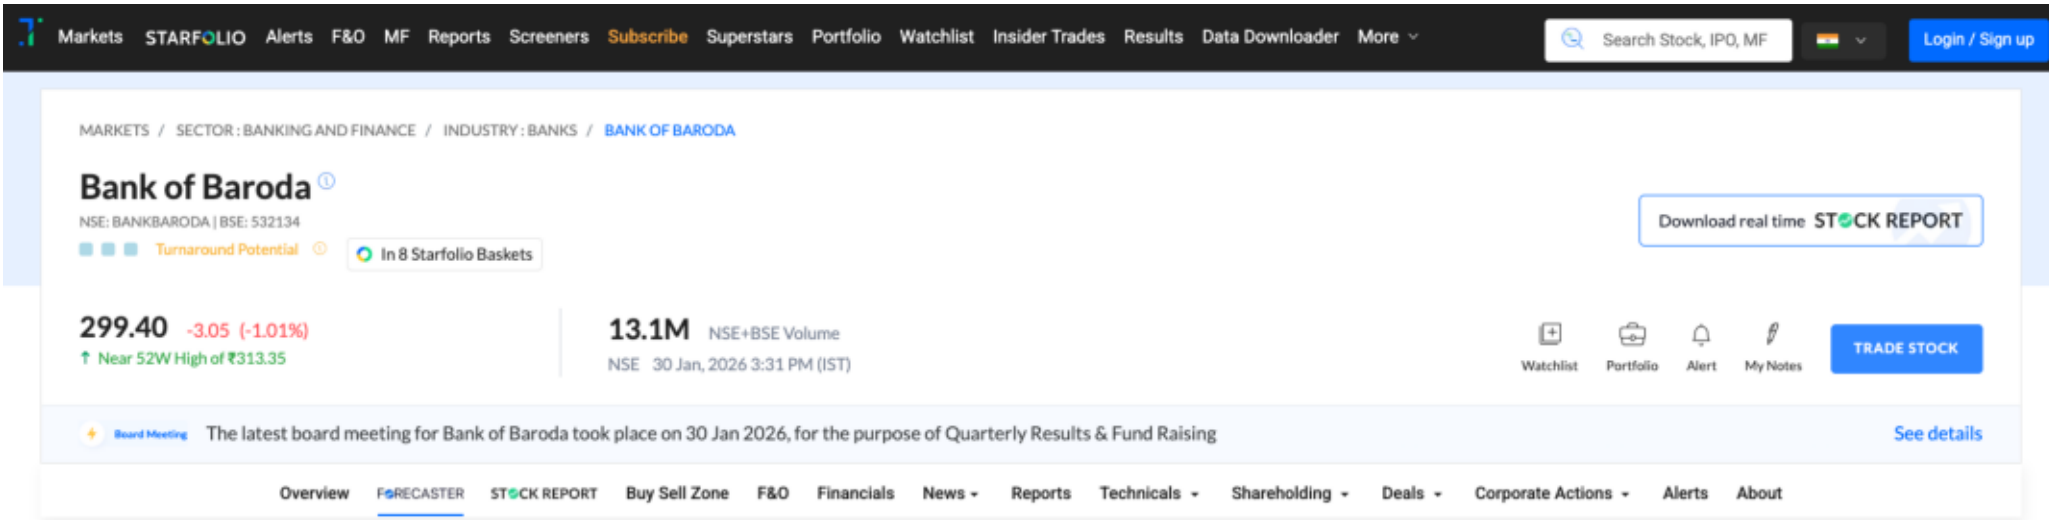 Markets STARFOLIO Alerts F&O MF Reports Screeners Subscribe Superstars Portfolio Watchlist Insider Trades Results Data Downloader More Search Stock, IPO, MF Login / Sign up
MARKETS / SECTOR : BANKING AND FINANCE / INDUSTRY : BANKS / BANK OF BARODA
Bank of Baroda
NSE: BANKBARODA | BSE: 532134
Download real time STOCK REPORT
Turnaround Potential In 8 Starfolio Baskets
299.40 -3.05 (-1.01%) 13.1M NSE+BSE Volume
↑ Near 52W High of ₹313.35 NSE 30 Jan, 2026 3:31 PM (IST)
Watchlist Portfolio Alert My Notes TRADE STOCK
Board Meeting The latest board meeting for Bank of Baroda took place on 30 Jan 2026, for the purpose of Quarterly Results & Fund Raising See details
Overview FORECASTER STOCK REPORT Buy Sell Zone F&O Financials News Reports Technicals Shareholding Deals Corporate Actions Alerts About